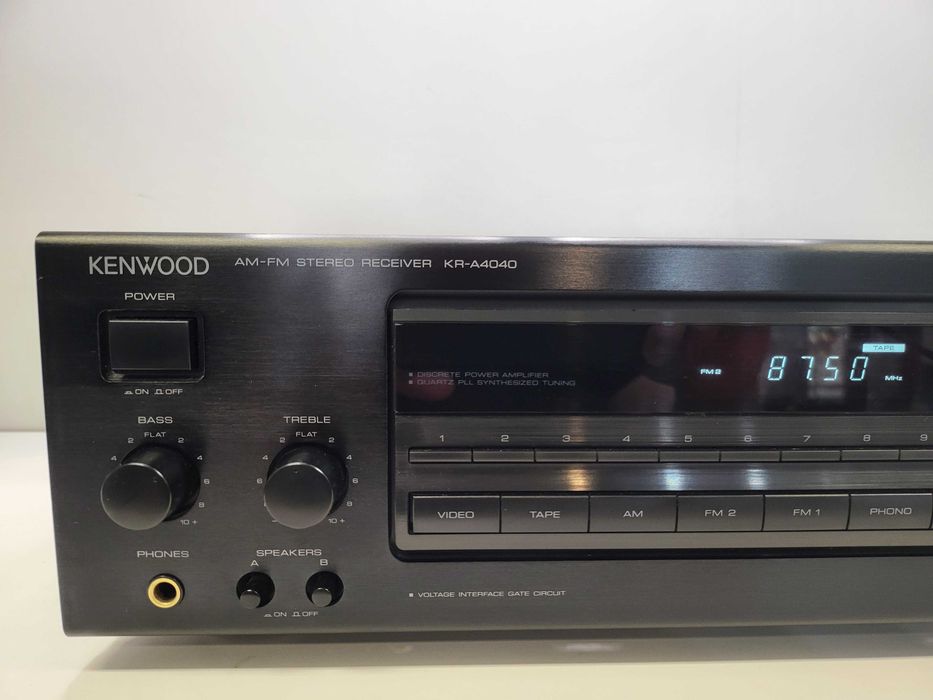 KENWOOD AM-FM STEREO RECEIVER KR-A4040
POWER
ON OFF
BASS
FLAT
2 2
4 4
6
8
10 +
TREBLE
FLAT
2 2
4 4
6 6
8
10 +
PHONES
SPEAKERS
A B
ON OFF
DISCRETE POWER AMPLIFIER
QUARTZ PLL SYNTHESIZED TUNING
TAPE
FM 2 87.50 MHz
1 2 3 4 5 6 7 8 9
VIDEO TAPE AM FM 2 FM 1 PHONO
VOLTAGE INTERFACE GATE CIRCUIT